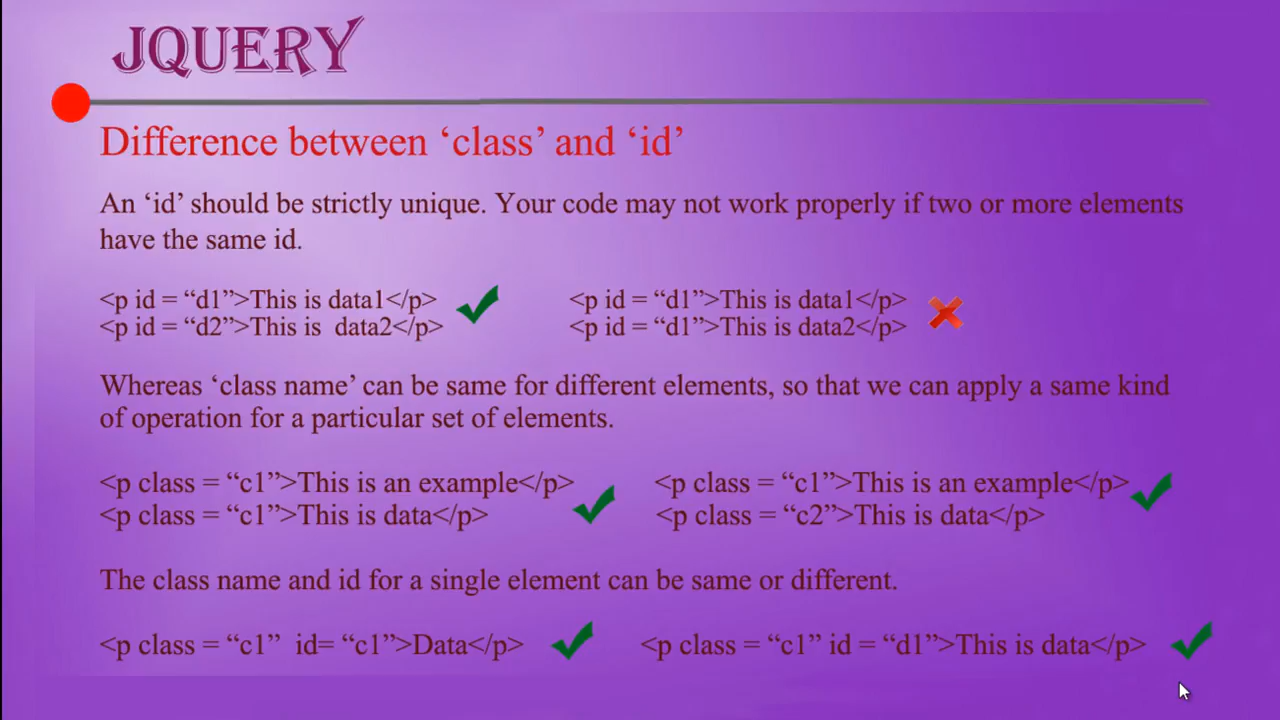 JQUERY
Difference between ‘class’ and ‘id’
An ‘id’ should be strictly unique. Your code may not work properly if two or more elements
have the same id.
<p id = “d1”>This is data1</p> <p id = “d1”>This is data1</p>
<p id = “d2”>This is  data2</p> <p id = “d1”>This is data2</p>
Whereas ‘class name’ can be same for different elements, so that we can apply a same kind
of operation for a particular set of elements.
<p class = “c1”>This is an example</p> <p class = “c1”>This is an example</p>
<p class = “c1”>This is data</p> <p class = “c2”>This is data</p>
The class name and id for a single element can be same or different.
<p class = “c1”  id= “c1”>Data</p> <p class = “c1” id = “d1”>This is data</p>